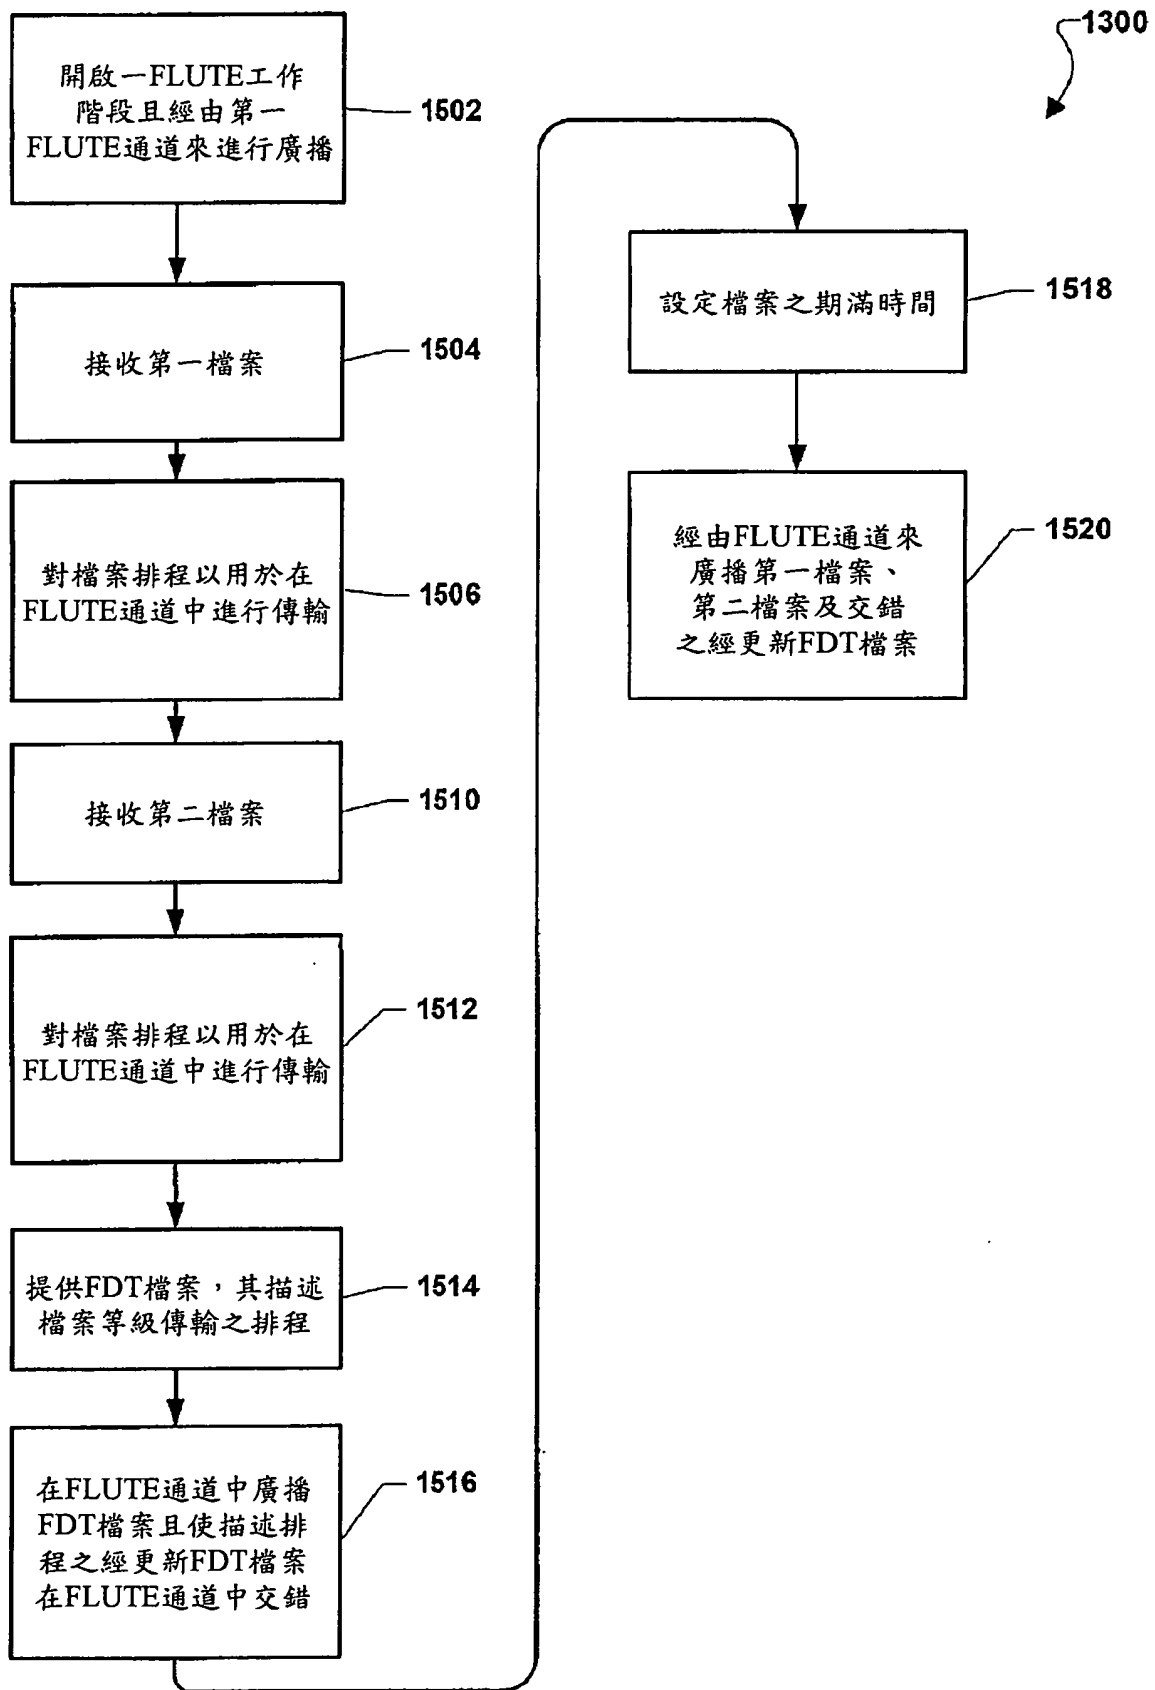 1300
開啟一FLUTE工作
階段且經由第一
FLUTE通道來進行廣播
1502
接收第一檔案
1504
對檔案排程以用於在
FLUTE通道中進行傳輸
1506
接收第二檔案
1510
對檔案排程以用於在
FLUTE通道中進行傳輸
1512
提供FDT檔案，其描述
檔案等級傳輸之排程
1514
在FLUTE通道中廣播
FDT檔案且使描述排
程之經更新FDT檔案
在FLUTE通道中交錯
1516
設定檔案之期滿時間
1518
經由FLUTE通道來
廣播第一檔案、
第二檔案及交錯
之經更新FDT檔案
1520